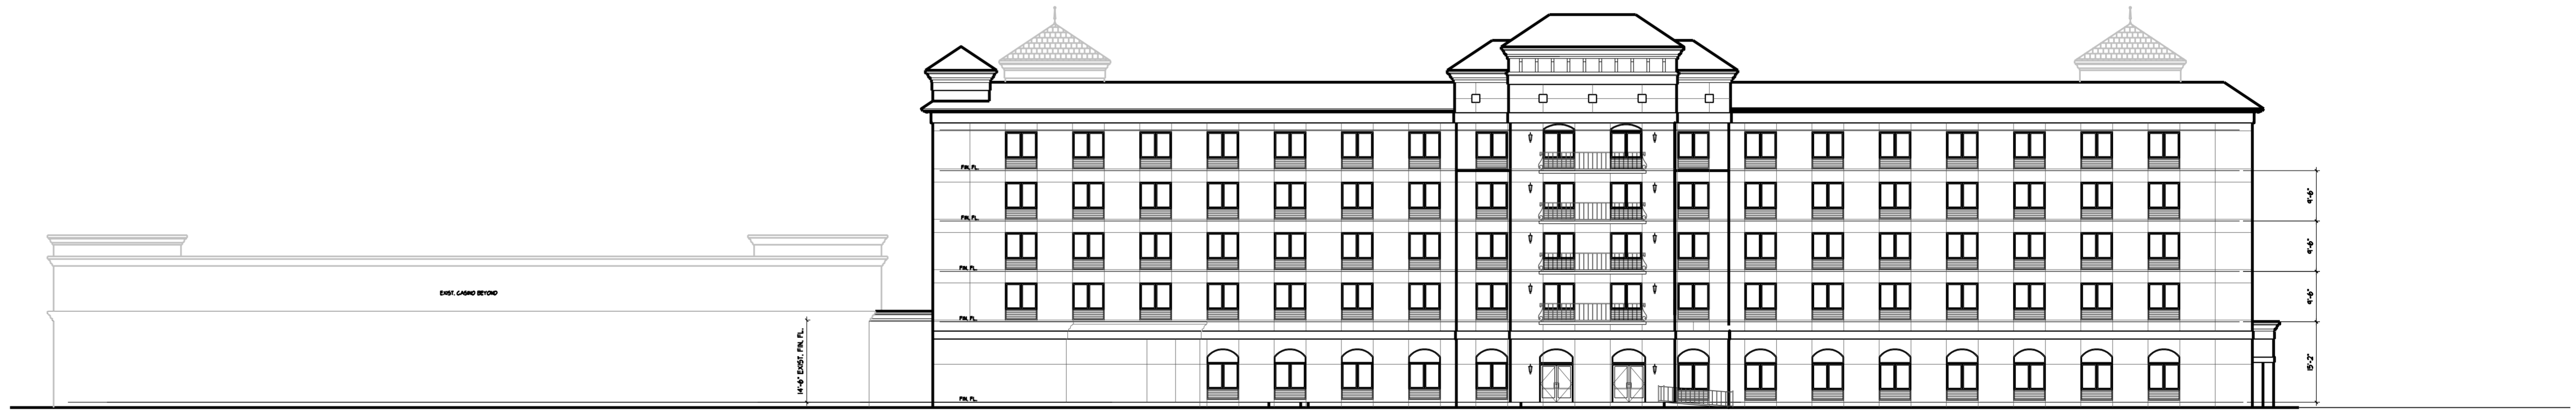 FIN. FL.
FIN. FL.
FIN. FL.
FIN. FL.
FIN. FL.
EXIST. CASINO BEYOND
14'-6" EXIST. FIN. FL.
9'-6"
9'-6"
9'-6"
15'-2"